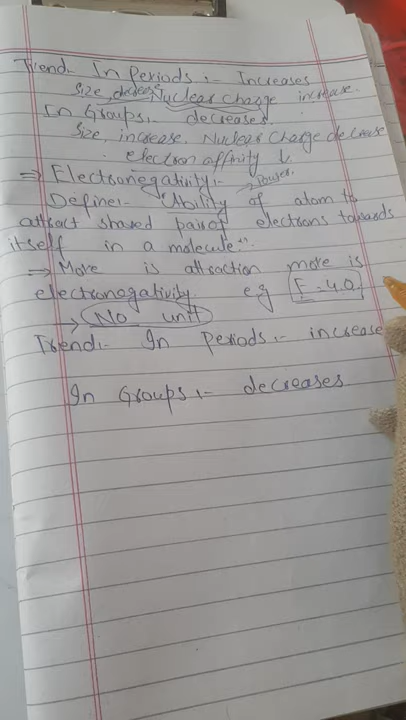 Trend. In Periods :- Increases
Size decreases Nuclear Charge increase.
In Groups :- decreases.
Size, increase. Nuclear Charge decrease
electron affinity ↓
⇒ Electronegativity :-
→ Power.
Define :- "Ability of atom to
attract shared pair of electrons towards
itself in a molecule".
⇒ More is attraction more is
electronegativity. e.g F = 4.0
→ No unit
Trend :- In Periods :- increase
In Groups :- decreases